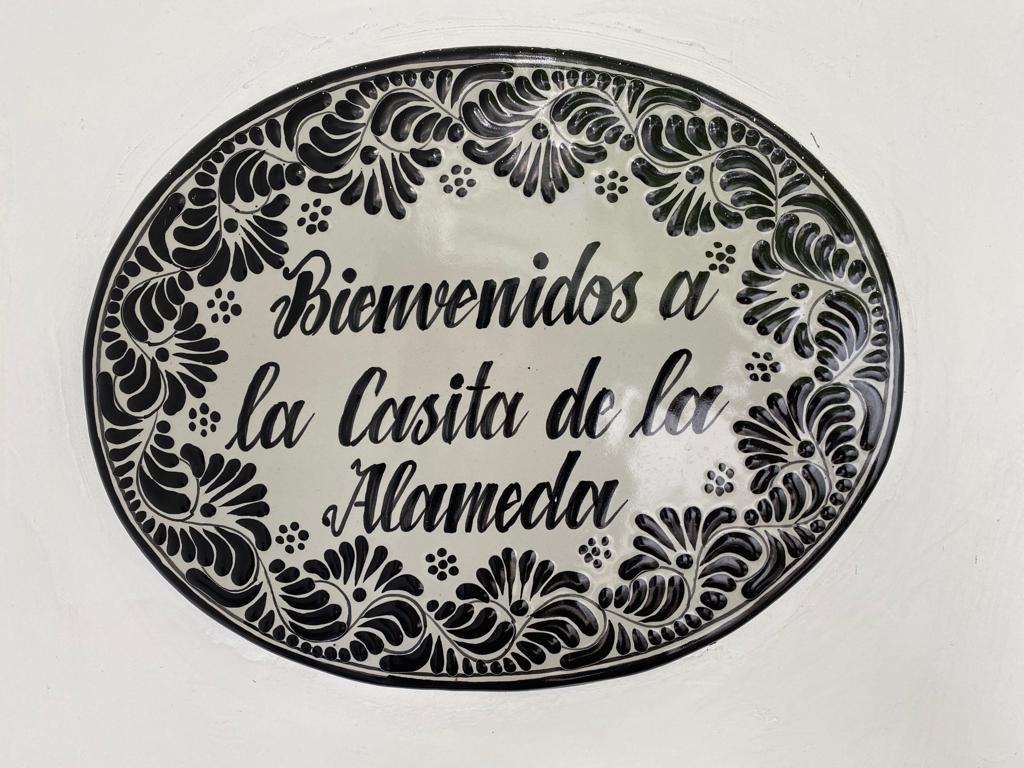 Bienvenidos a
la Casita de la
Alameda